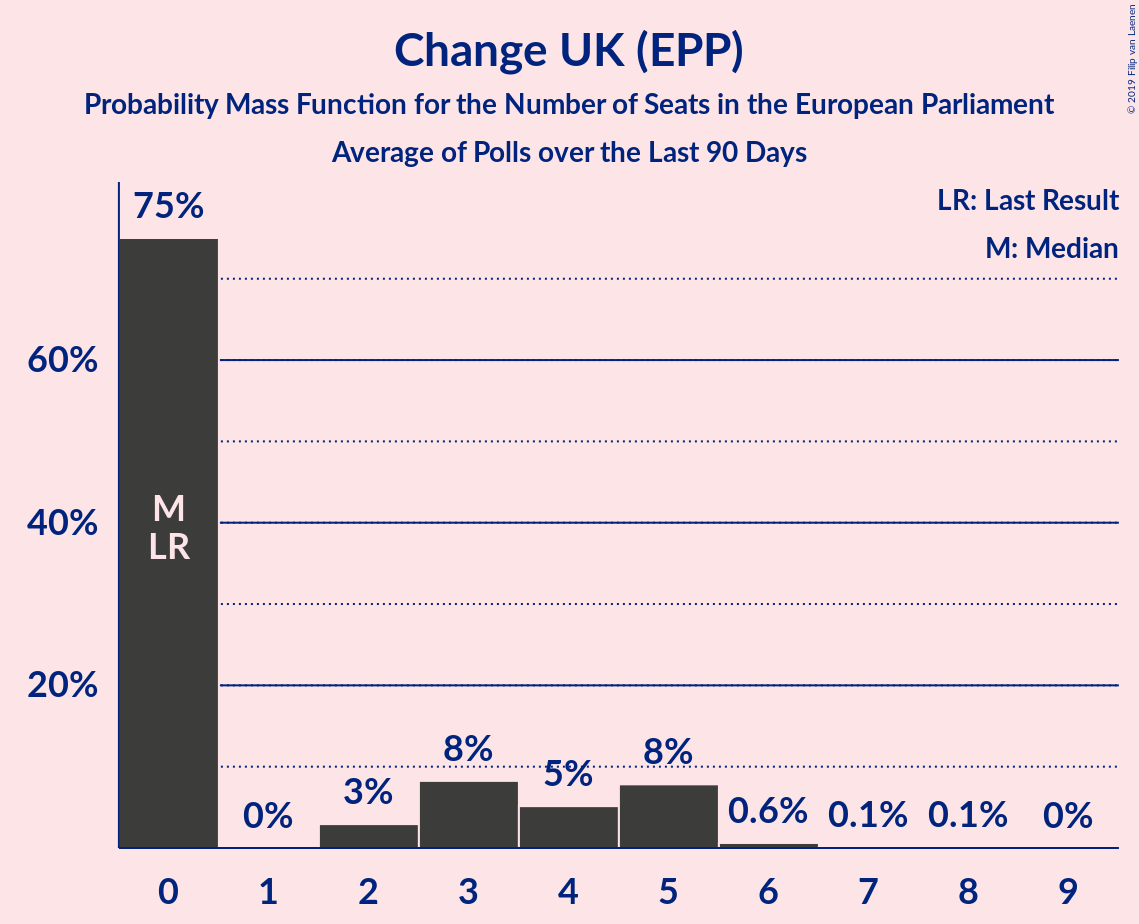 Change UK (EPP)
Probability Mass Function for the Number of Seats in the European Parliament
Average of Polls over the Last 90 Days
© 2019 Filip van Laenen
LR: Last Result
M: Median
75%
60%
40%
20%
M
LR
0%
3%
8%
5%
8%
0.6%
0.1%
0.1%
0%
0 1 2 3 4 5 6 7 8 9